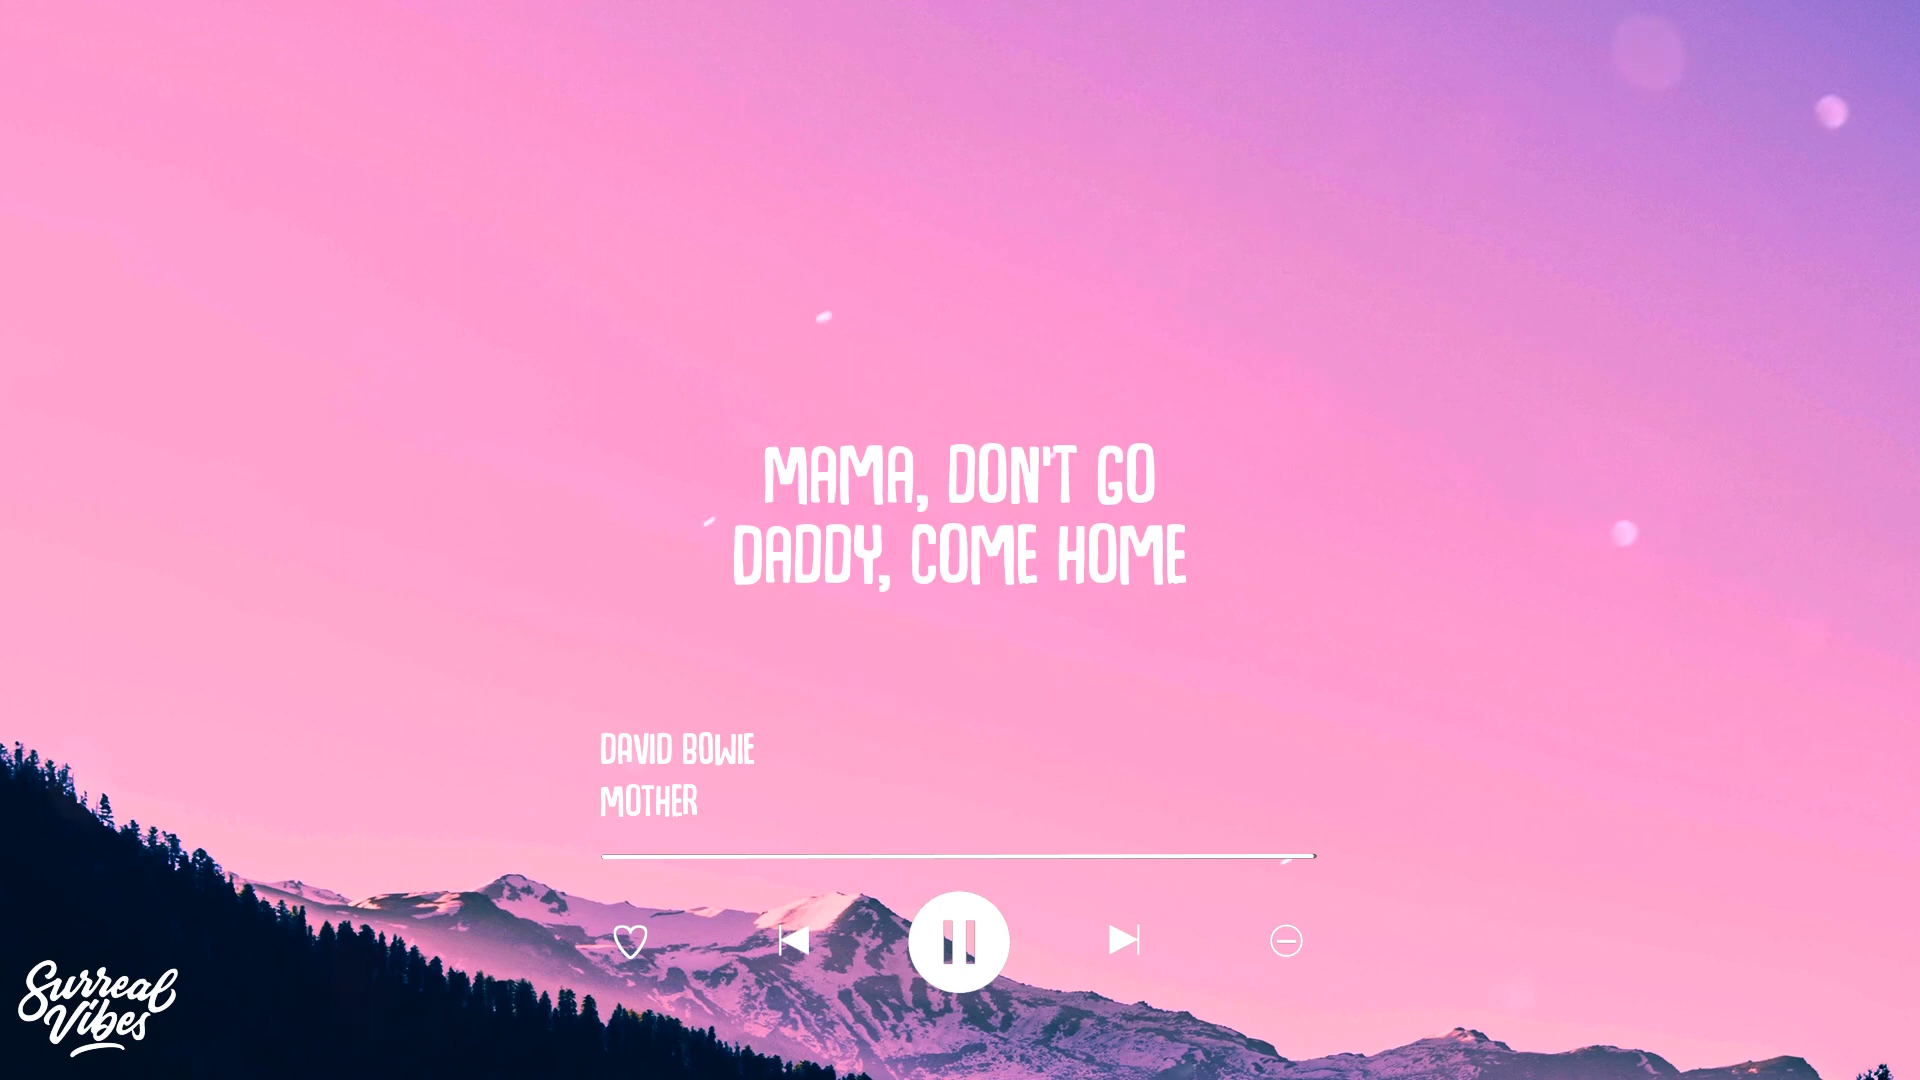 MAMA, DON'T GO
DADDY, COME HOME
DAVID BOWIE
MOTHER
Surreal
Vibes